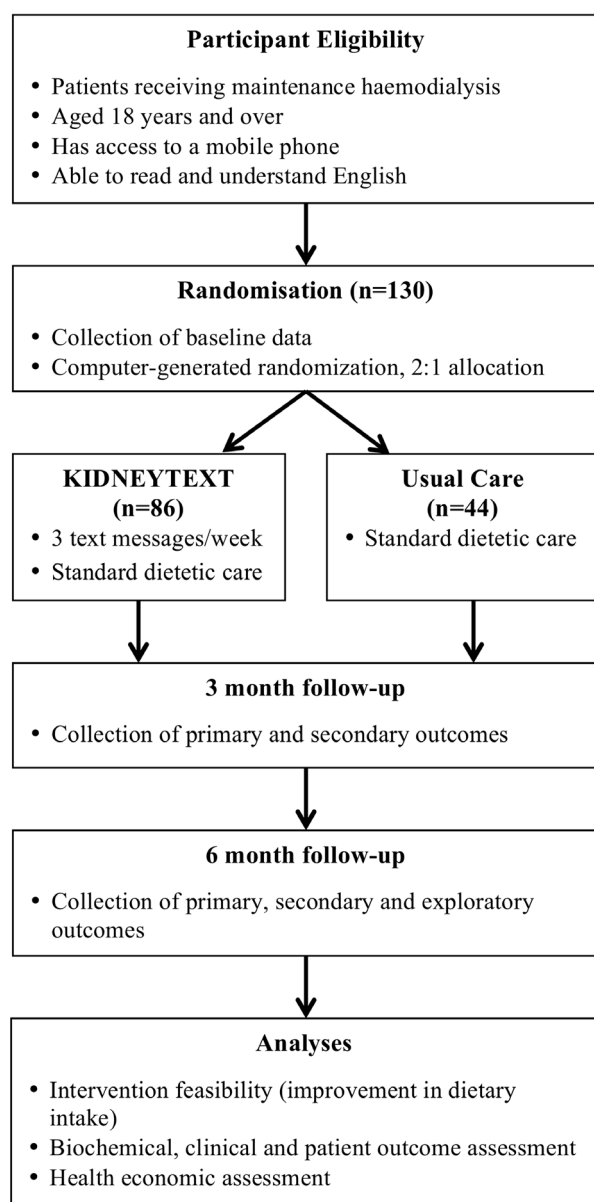 Participant Eligibility
• Patients receiving maintenance haemodialysis
• Aged 18 years and over
• Has access to a mobile phone
• Able to read and understand English
Randomisation (n=130)
• Collection of baseline data
• Computer-generated randomization, 2:1 allocation
KIDNEYTEXT
(n=86)
• 3 text messages/week
• Standard dietetic care
Usual Care
(n=44)
• Standard dietetic care
3 month follow-up
• Collection of primary and secondary outcomes
6 month follow-up
• Collection of primary, secondary and exploratory
outcomes
Analyses
• Intervention feasibility (improvement in dietary
intake)
• Biochemical, clinical and patient outcome assessment
• Health economic assessment